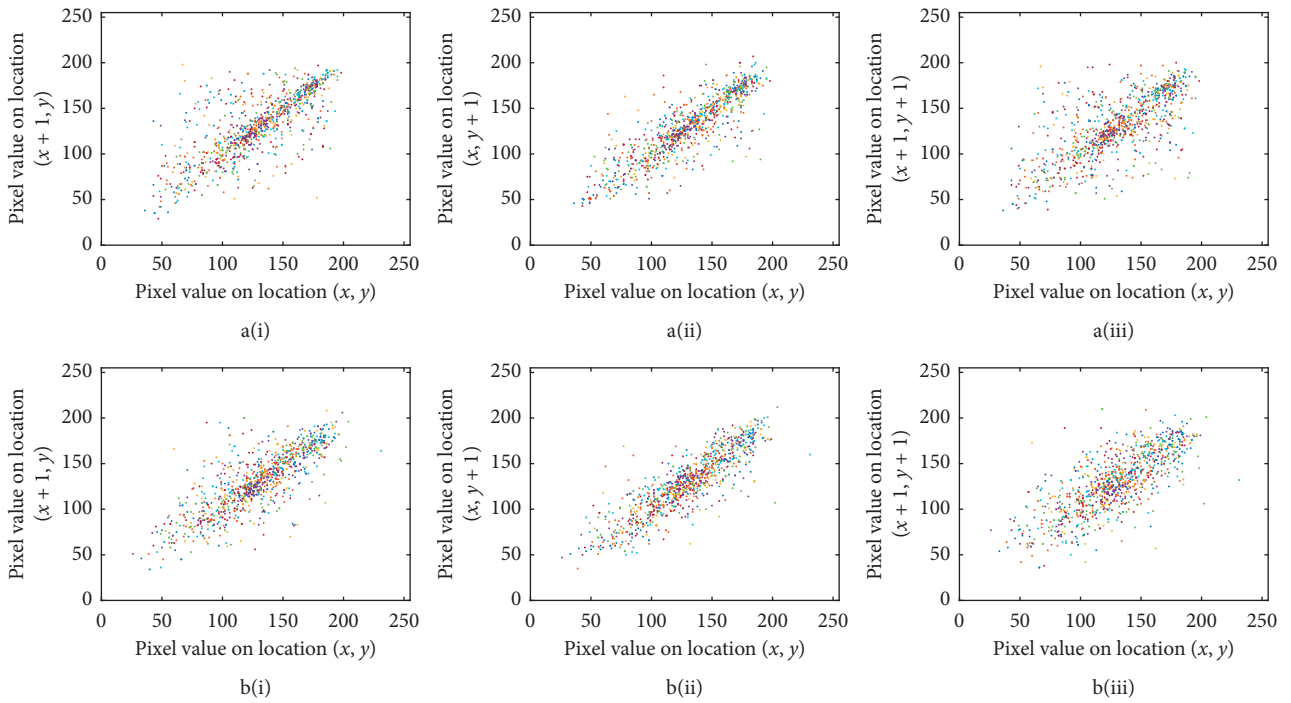 Pixel value on location
(x + 1, y)
250
200
150
100
50
0
0 50 100 150 200 250
Pixel value on location (x, y)
a(i)
Pixel value on location
(x, y + 1)
250
200
150
100
50
0
0 50 100 150 200 250
Pixel value on location (x, y)
a(ii)
Pixel value on location
(x + 1, y + 1)
250
200
150
100
50
0
0 50 100 150 200 250
Pixel value on location (x, y)
a(iii)
Pixel value on location
(x + 1, y)
250
200
150
100
50
0
0 50 100 150 200 250
Pixel value on location (x, y)
b(i)
Pixel value on location
(x, y + 1)
250
200
150
100
50
0
0 50 100 150 200 250
Pixel value on location (x, y)
b(ii)
Pixel value on location
(x + 1, y + 1)
250
200
150
100
50
0
0 50 100 150 200 250
Pixel value on location (x, y)
b(iii)